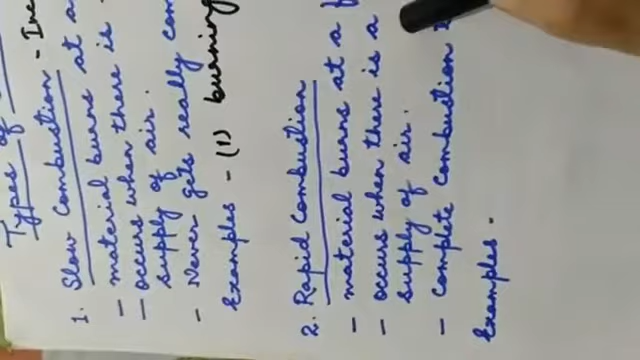 Types of
1. Slow Combustion - Inc
- material burns at a
- occurs when there is
supply of air.
- Never gets really com
Examples - (1) burning
2. Rapid Combustion
- material burns at a f
- occurs when there is a
supply of air.
- complete combustion
Examples -